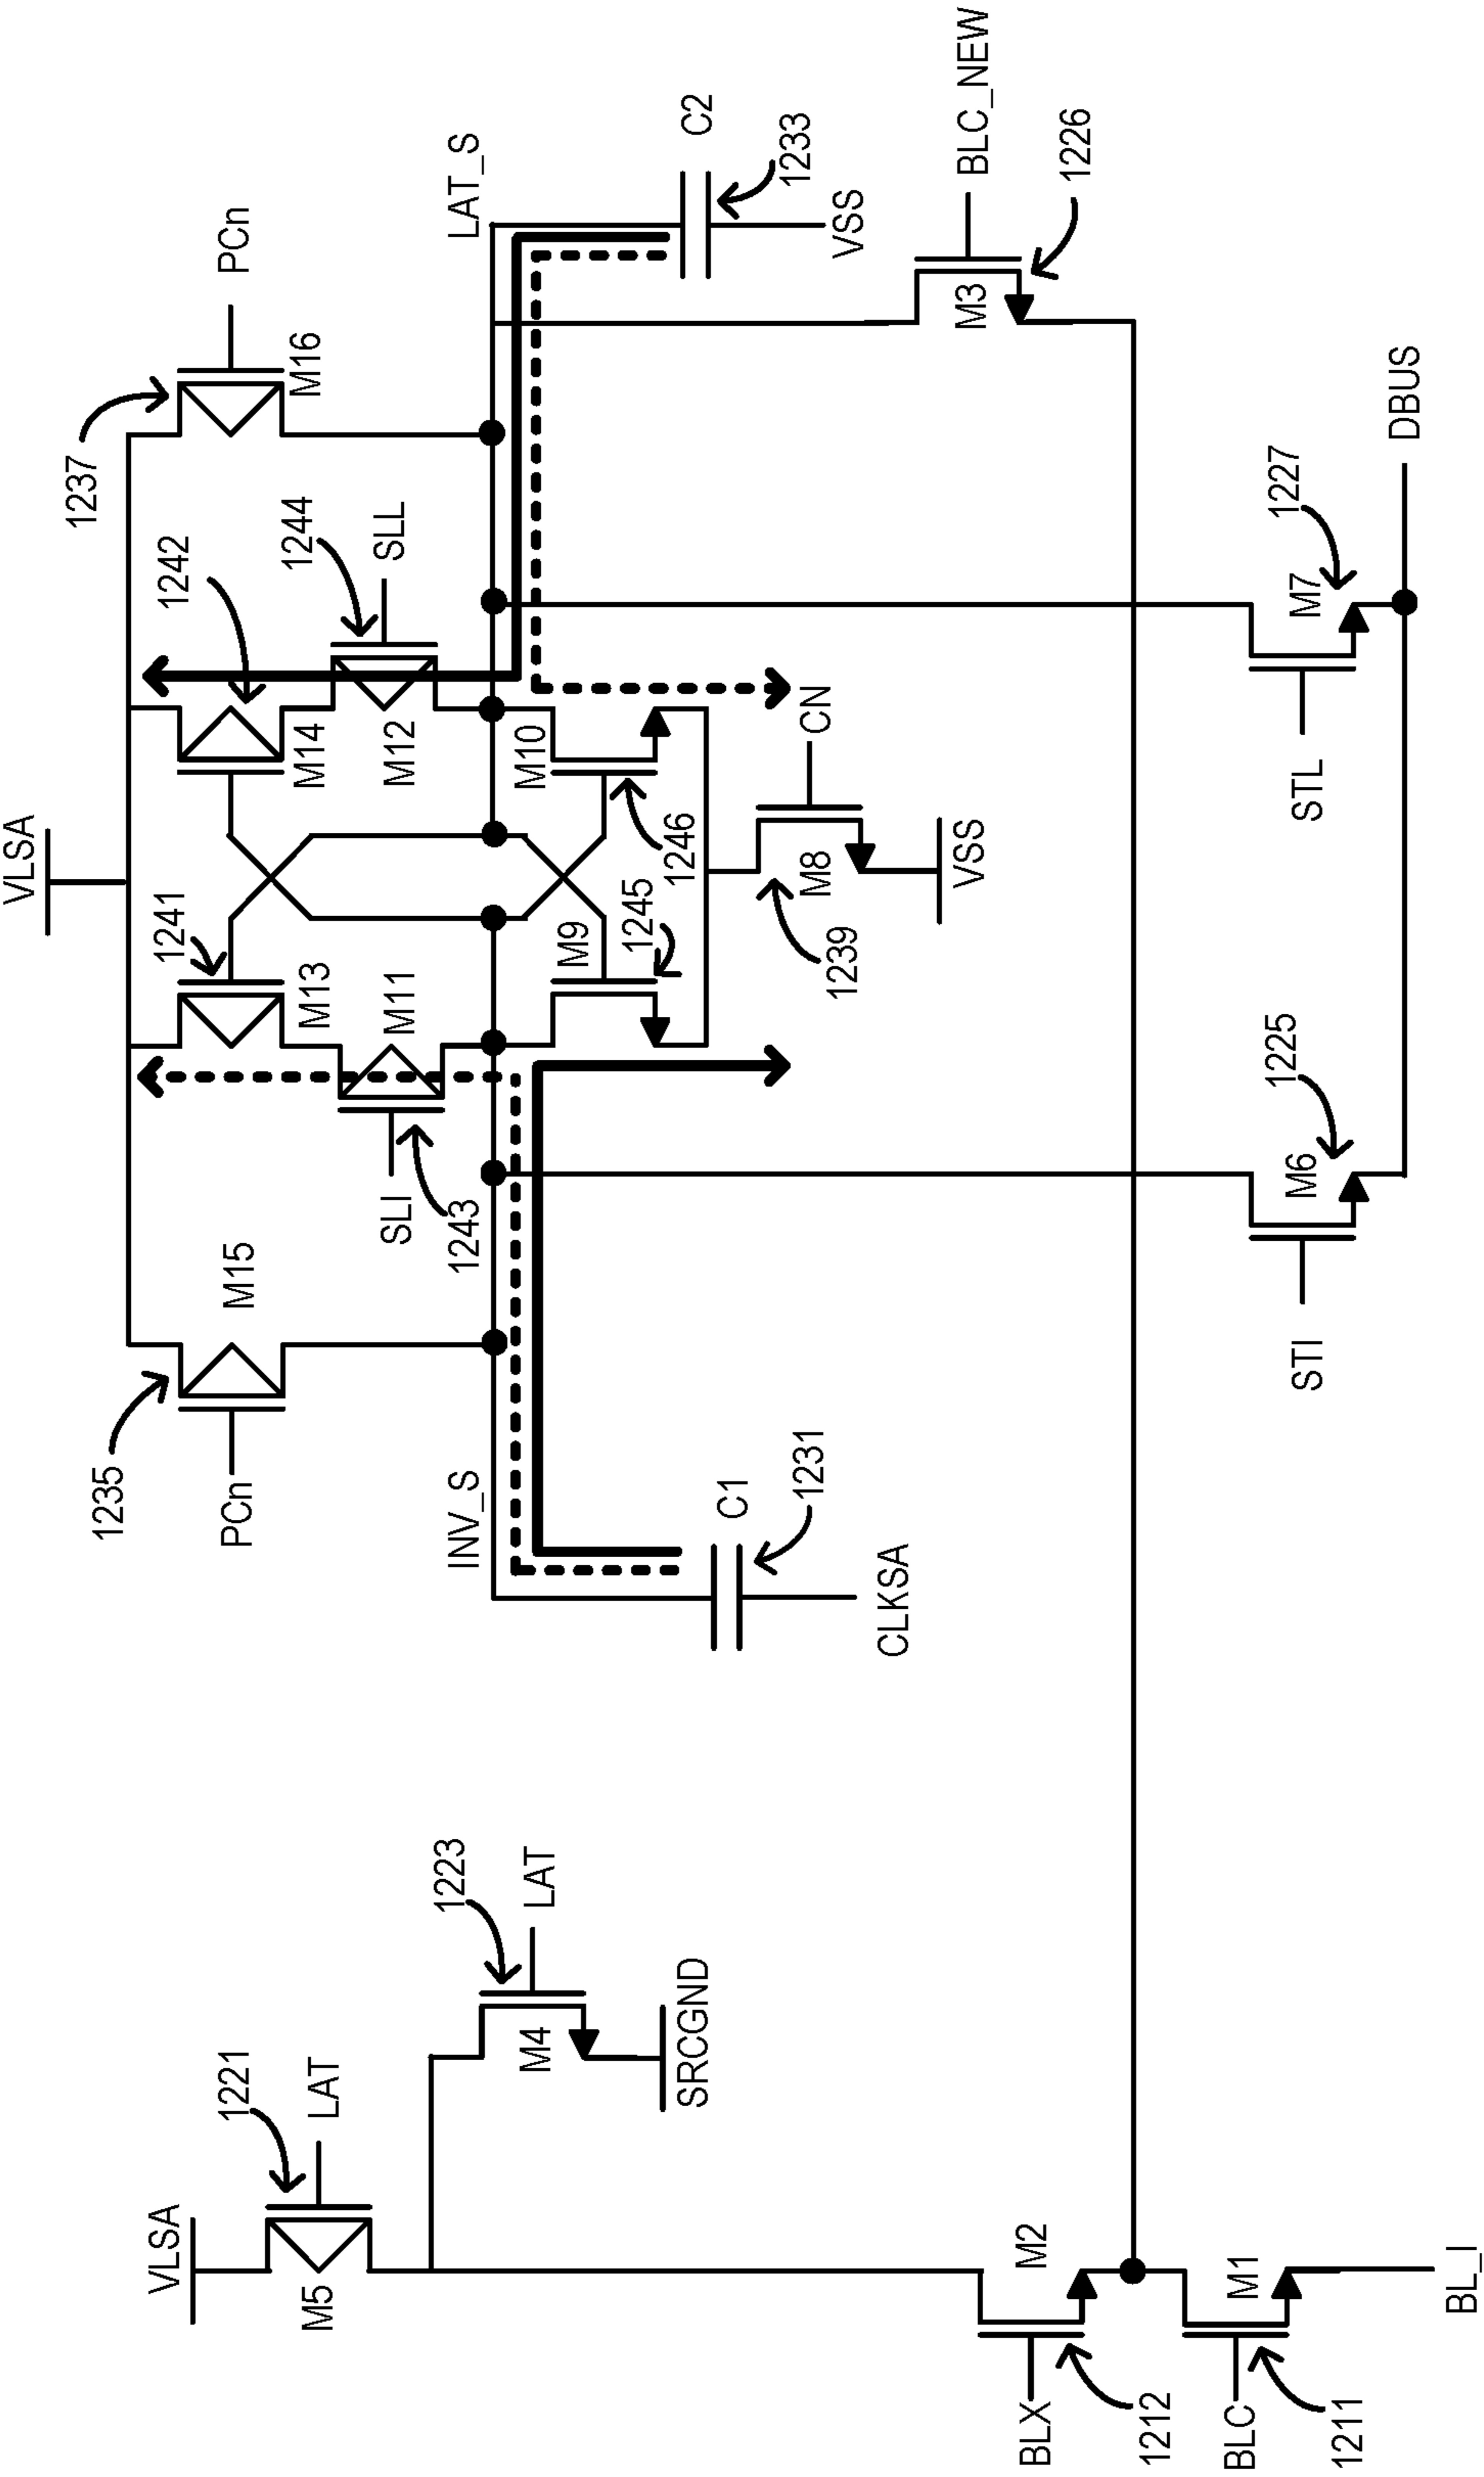 VLSA
1235
PCn
M15
1241
M13
1242
M14
1237
PCn
M16
SLI
1243
M11
M12
1244
SLL
INV_S
LAT_S
C1
1231
CLKSA
M9
1245
M10
1246
1239
M8
CN
VSS
C2
1233
VSS
M3
BLC_NEW
1226
VLSA
1221
LAT
M5
1223
LAT
M4
SRCGND
BLX
M2
1212
BLC
M1
1211
BL_I
STI
M6
1225
STL
M7
1227
DBUS